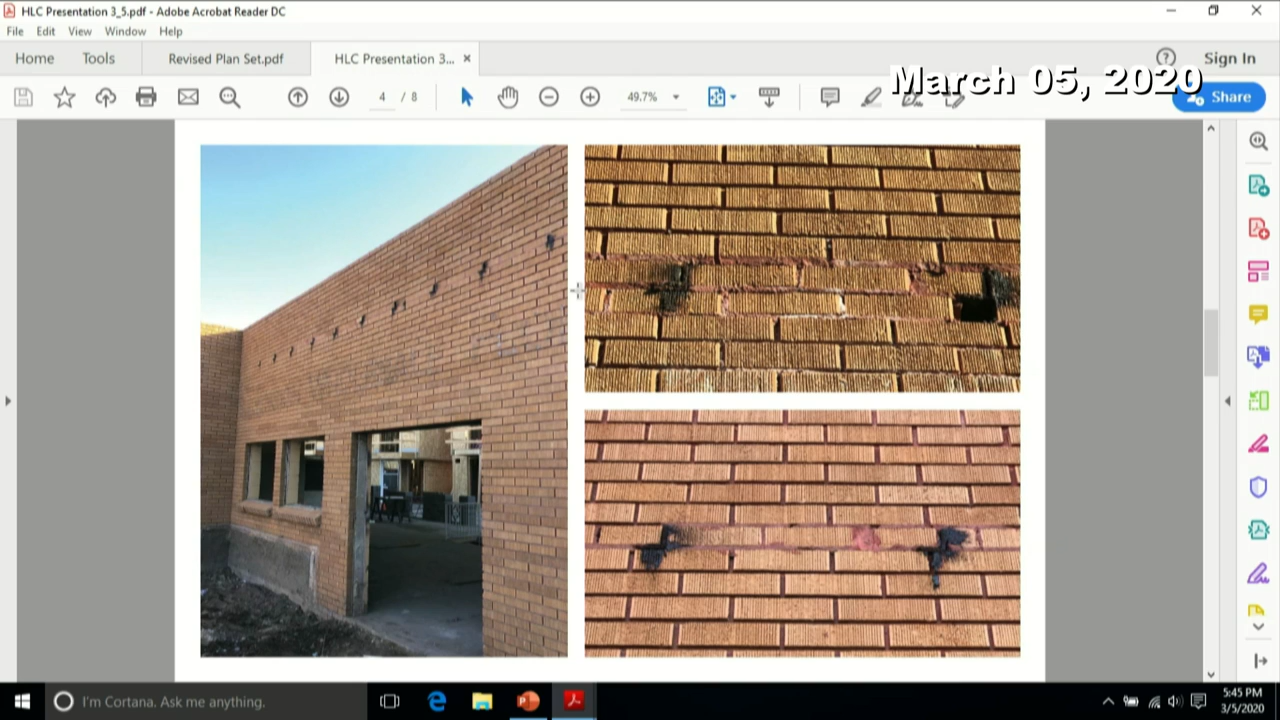 HLC Presentation 3_5.pdf - Adobe Acrobat Reader DC
File Edit View Window Help
Home Tools Revised Plan Set.pdf HLC Presentation 3... × Sign In
March 05, 2020
4 / 8 49.7% Share
I'm Cortana. Ask me anything.
5:45 PM
3/5/2020